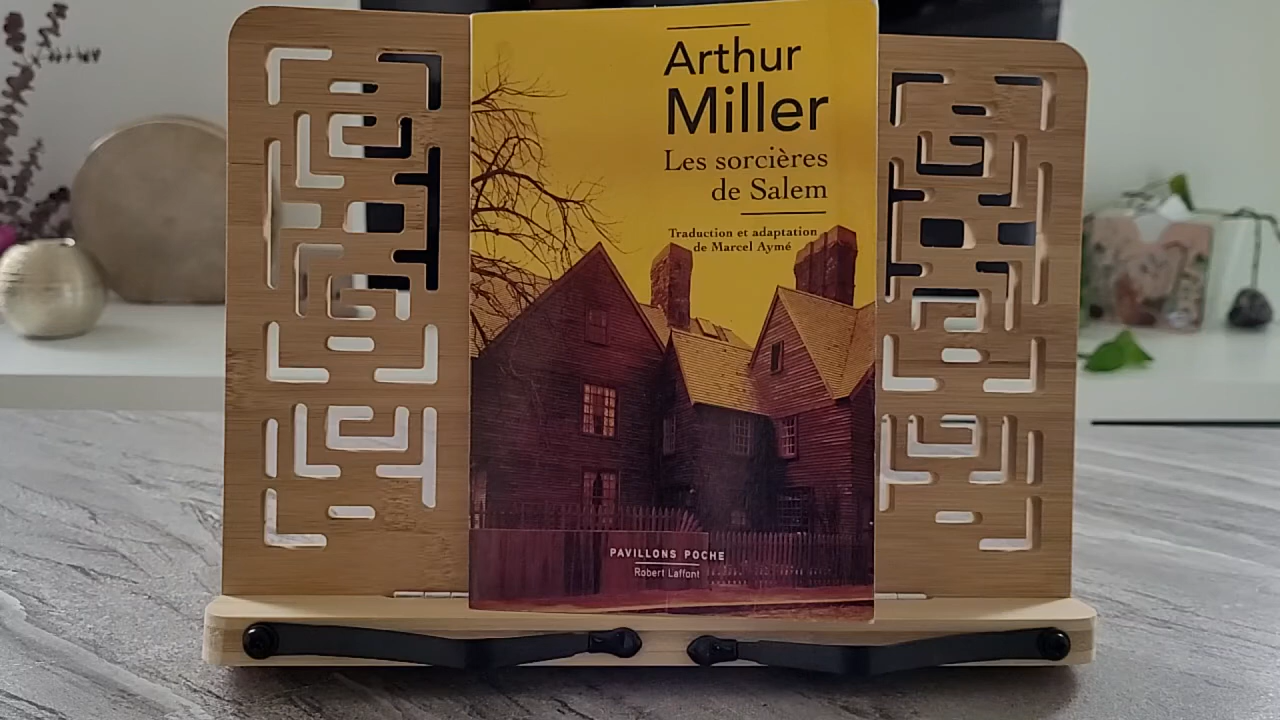 Arthur
Miller
Les sorcières
de Salem
Traduction et adaptation
de Marcel Aymé
PAVILLONS POCHE
Robert Laffont